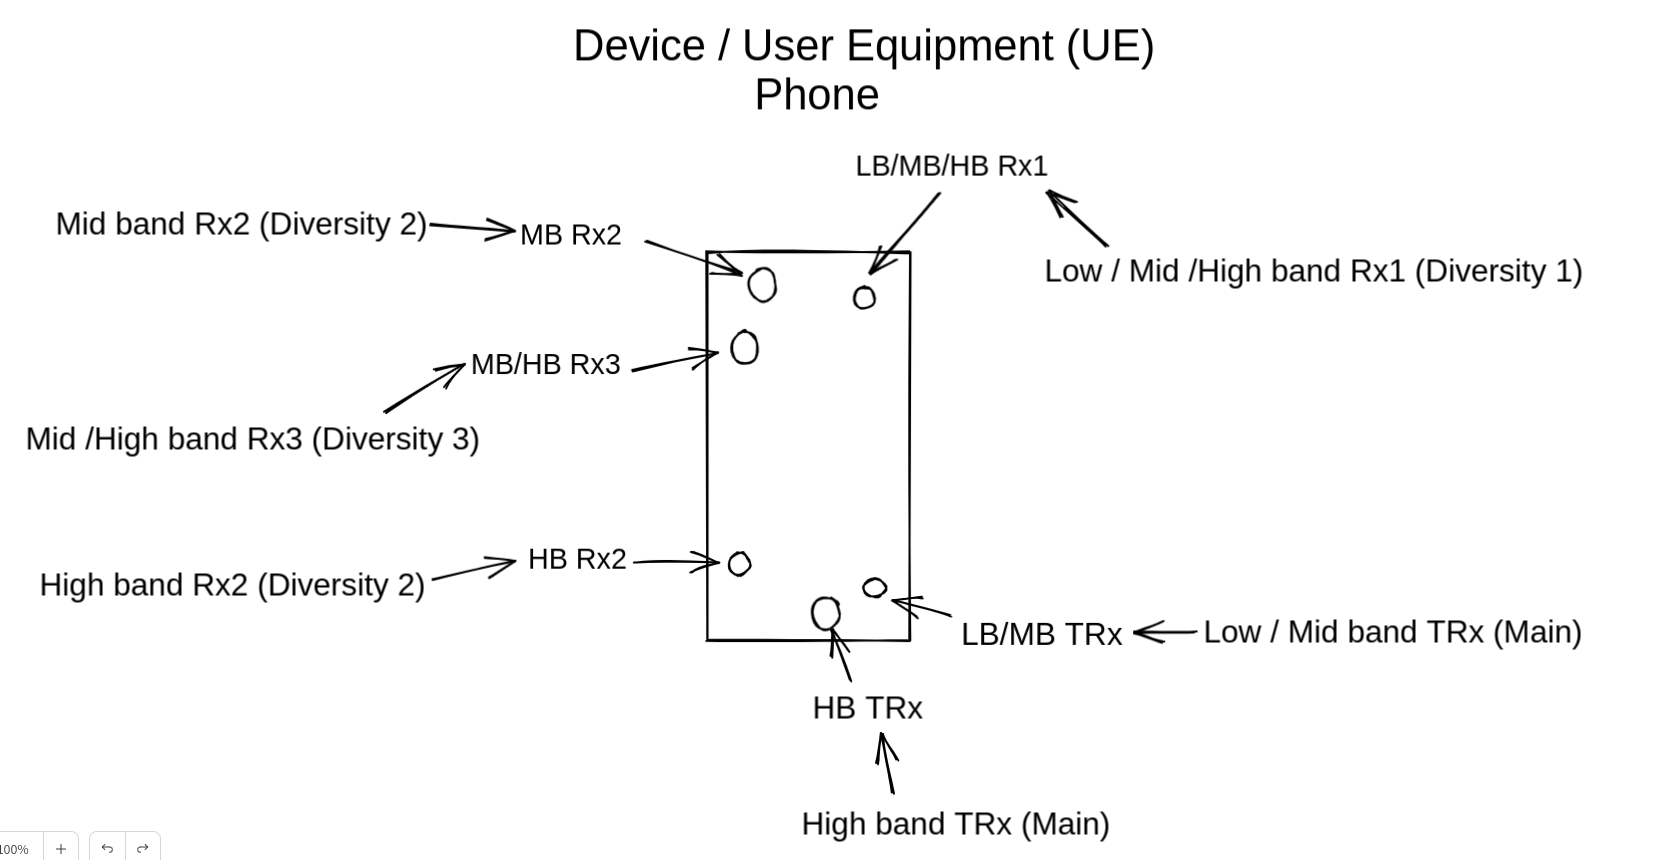 Device / User Equipment (UE)
Phone
LB/MB/HB Rx1
Mid band Rx2 (Diversity 2)
MB Rx2
Low / Mid /High band Rx1 (Diversity 1)
MB/HB Rx3
Mid /High band Rx3 (Diversity 3)
HB Rx2
High band Rx2 (Diversity 2)
LB/MB TRx
Low / Mid band TRx (Main)
HB TRx
High band TRx (Main)
100%